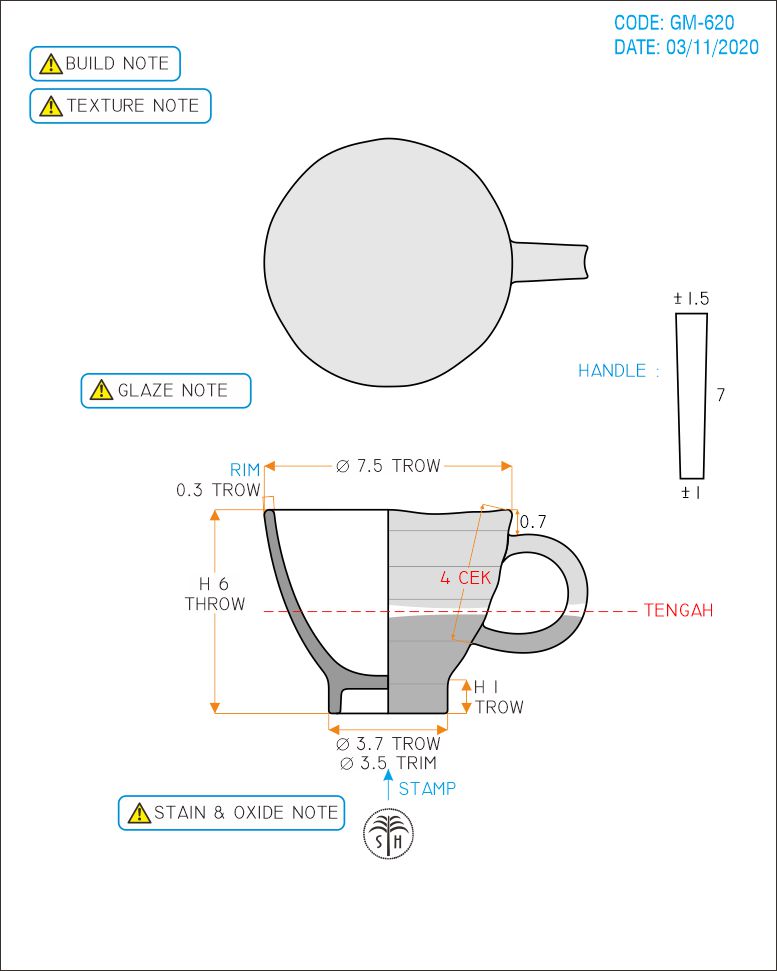 CODE: GM-620
DATE: 03/11/2020
BUILD NOTE
TEXTURE NOTE
±1.5
HANDLE :
7
±1
GLAZE NOTE
RIM
0.3 TROW
Ø 7.5 TROW
0.7
4 CEK
H 6
THROW
TENGAH
H 1
TROW
Ø 3.7 TROW
Ø 3.5 TRIM
STAMP
STAIN & OXIDE NOTE
S H